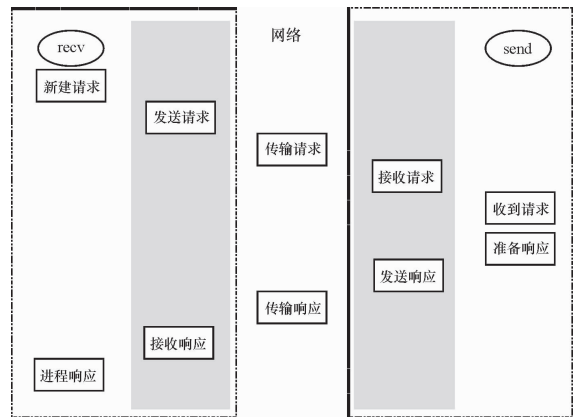 recv
网络
send
新建请求
发送请求
传输请求
接收请求
收到请求
准备响应
发送响应
传输响应
接收响应
进程响应